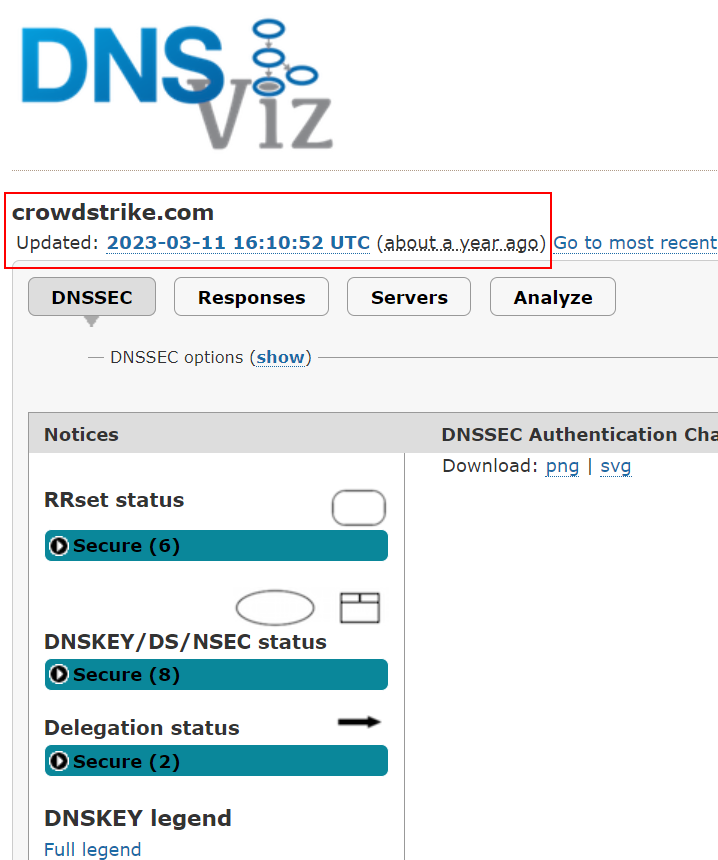 DNS
Viz
crowdstrike.com
Updated: 2023-03-11 16:10:52 UTC (about a year ago) Go to most recent
DNSSEC Responses Servers Analyze
DNSSEC options (show)
Notices
DNSSEC Authentication Cha
RRset status
Download: png | svg
Secure (6)
DNSKEY/DS/NSEC status
Secure (8)
Delegation status
Secure (2)
DNSKEY legend
Full legend